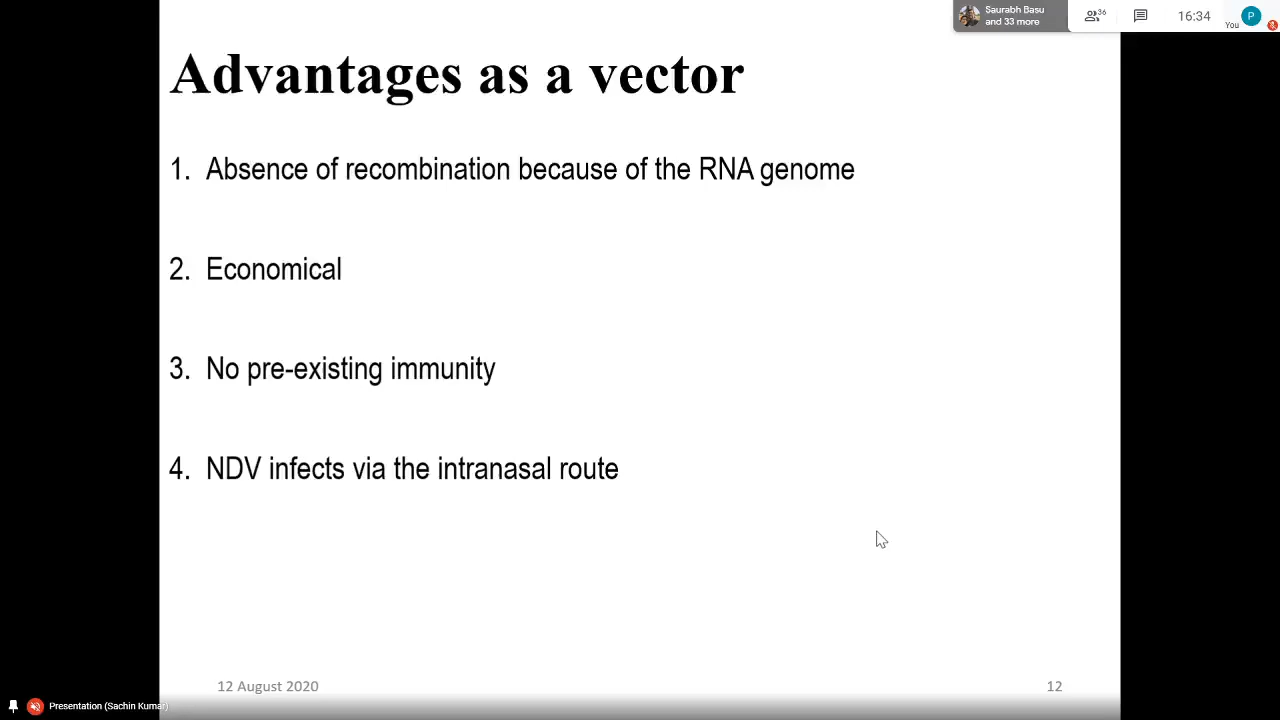 Saurabh Basu
and 33 more
36
16:34
You
P
Advantages as a vector
1. Absence of recombination because of the RNA genome
2. Economical
3. No pre-existing immunity
4. NDV infects via the intranasal route
12 August 2020
12
Presentation (Sachin Kumar)